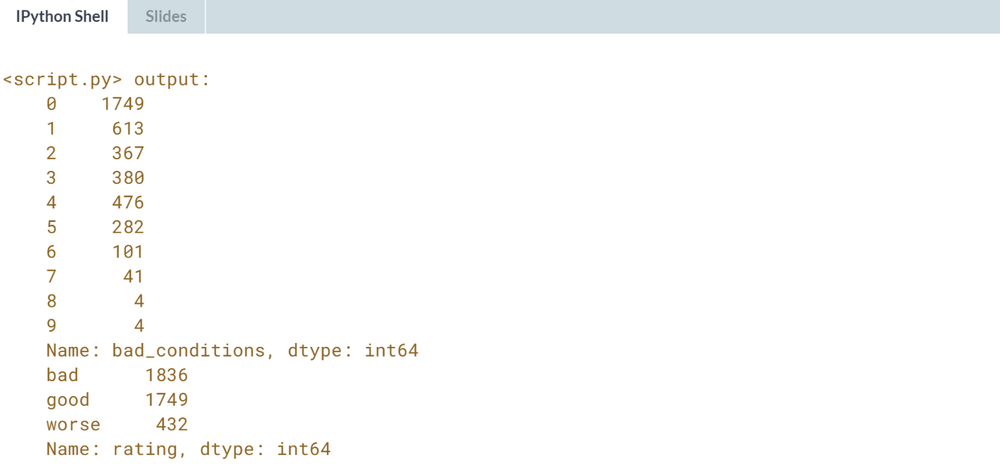 IPython Shell Slides
<script.py> output:
0 1749
1 613
2 367
3 380
4 476
5 282
6 101
7 41
8 4
9 4
Name: bad_conditions, dtype: int64
bad 1836
good 1749
worse 432
Name: rating, dtype: int64